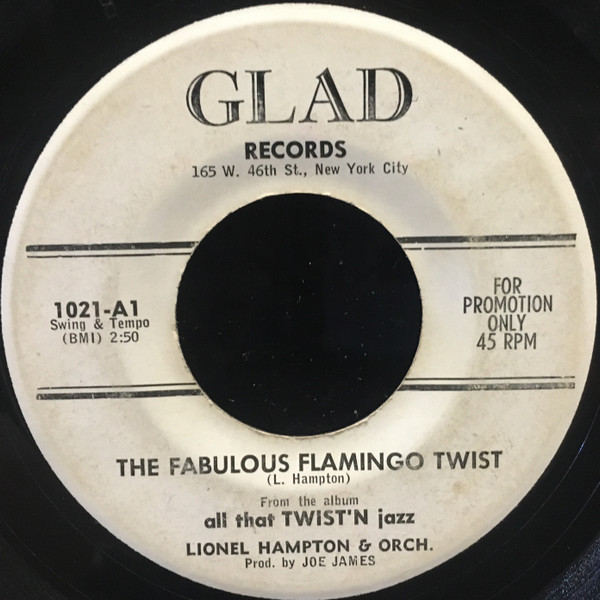 GLAD
RECORDS
165 W. 46th St., New York City
1021-A1
Swing & Tempo
(BMI) 2:50
FOR
PROMOTION
ONLY
45 RPM
THE FABULOUS FLAMINGO TWIST
(L. Hampton)
From the album
all that TWIST'N jazz
LIONEL HAMPTON & ORCH.
Prod. by JOE JAMES